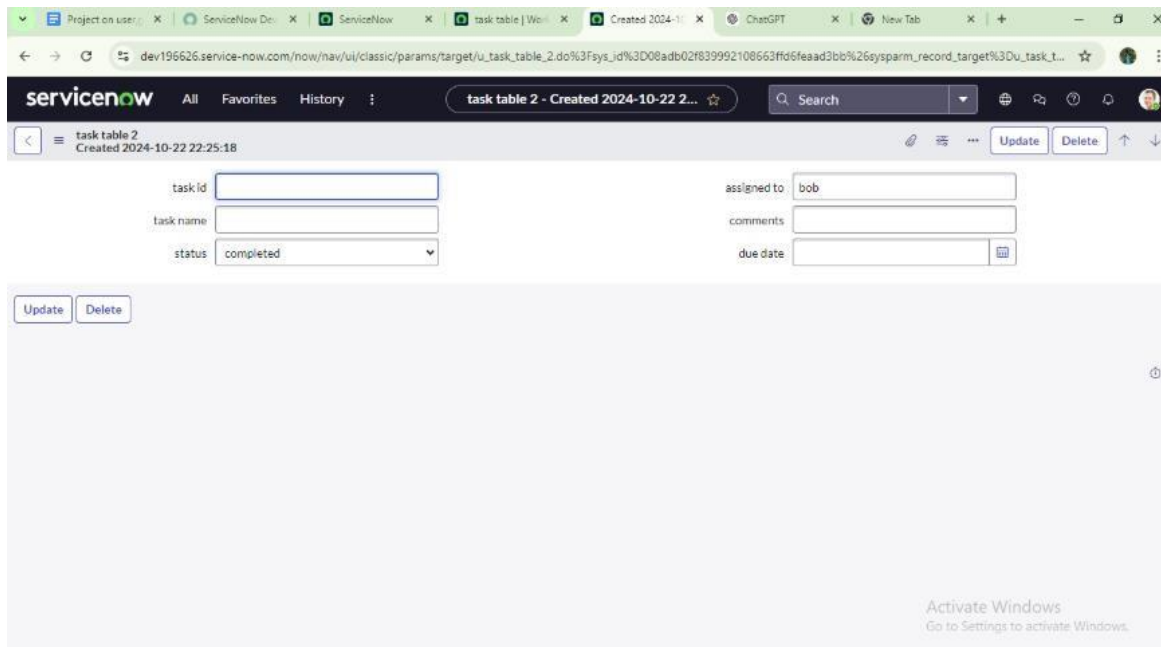 Project on user
ServiceNow De
ServiceNow
task table | Wor
Created 2024-1
ChatGPT
New Tab
dev196626.service-now.com/now/nav/ui/classic/params/target/u_task_table_2.do%3Fsys_id%3D08adb02f839992108663ffd6feaad3bb%26sysparm_record_target%3Du_task_t...
servicenow All Favorites History task table 2 - Created 2024-10-22 2... Search
task table 2
Created 2024-10-22 22:25:18
Update Delete
task id
assigned to bob
task name
comments
status completed
due date
Update Delete
Activate Windows
Go to Settings to activate Windows.